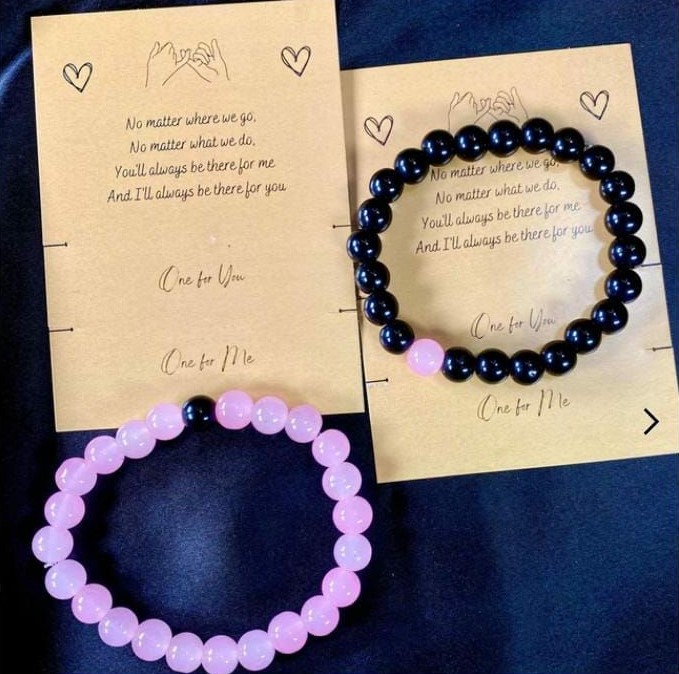 No matter where we go,
No matter what we do,
You'll always be there for me
And I'll always be there for you
One for You
One for Me
No matter where we go,
No matter what we do,
You'll always be there for me
And I'll always be there for you
One for You
One for Me